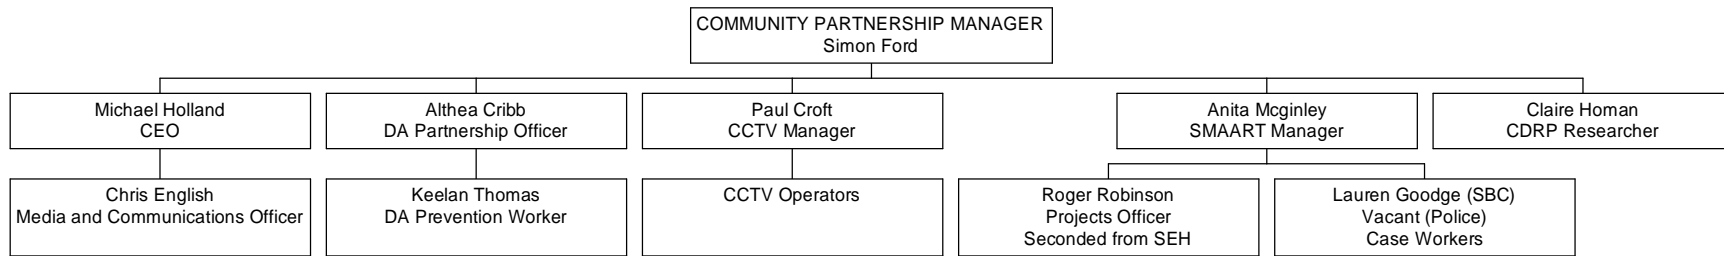 COMMUNITY PARTNERSHIP MANAGER
Simon Ford
Michael Holland
CEO
Althea Cribb
DA Partnership Officer
Paul Croft
CCTV Manager
Anita Mcginley
SMAART Manager
Claire Homan
CDRP Researcher
Chris English
Media and Communications Officer
Keelan Thomas
DA Prevention Worker
CCTV Operators
Roger Robinson
Projects Officer
Seconded from SEH
Lauren Goodge (SBC)
Vacant (Police)
Case Workers